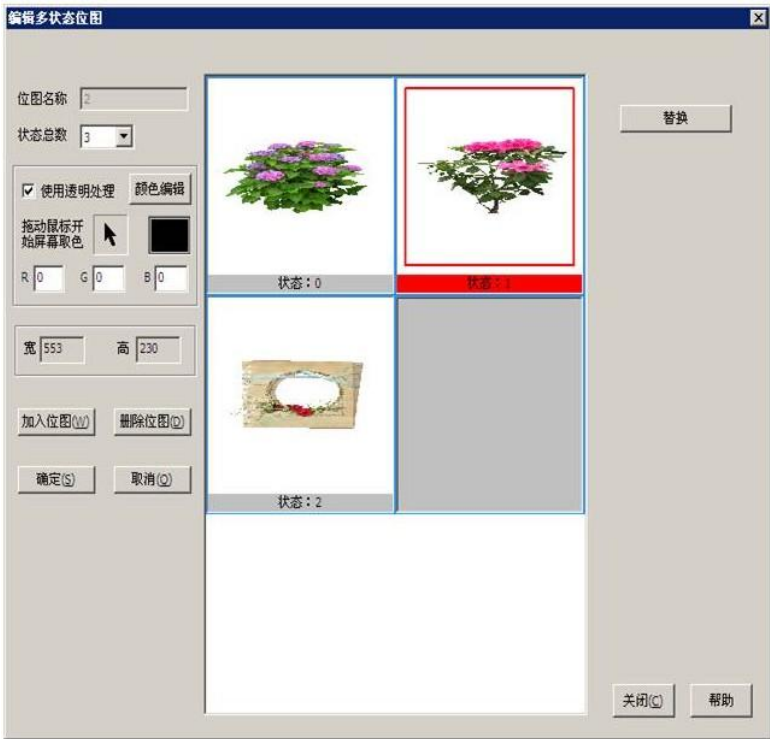 编辑多状态位图
位图名称 2
状态总数 3
替换
使用透明处理 颜色编辑
拖动鼠标开
始屏幕取色
R 0 G 0 B 0
状态：0
状态：1
宽 553 高 230
加入位图(W) 删除位图(D)
确定(S) 取消(Q)
状态：2
关闭(C) 帮助